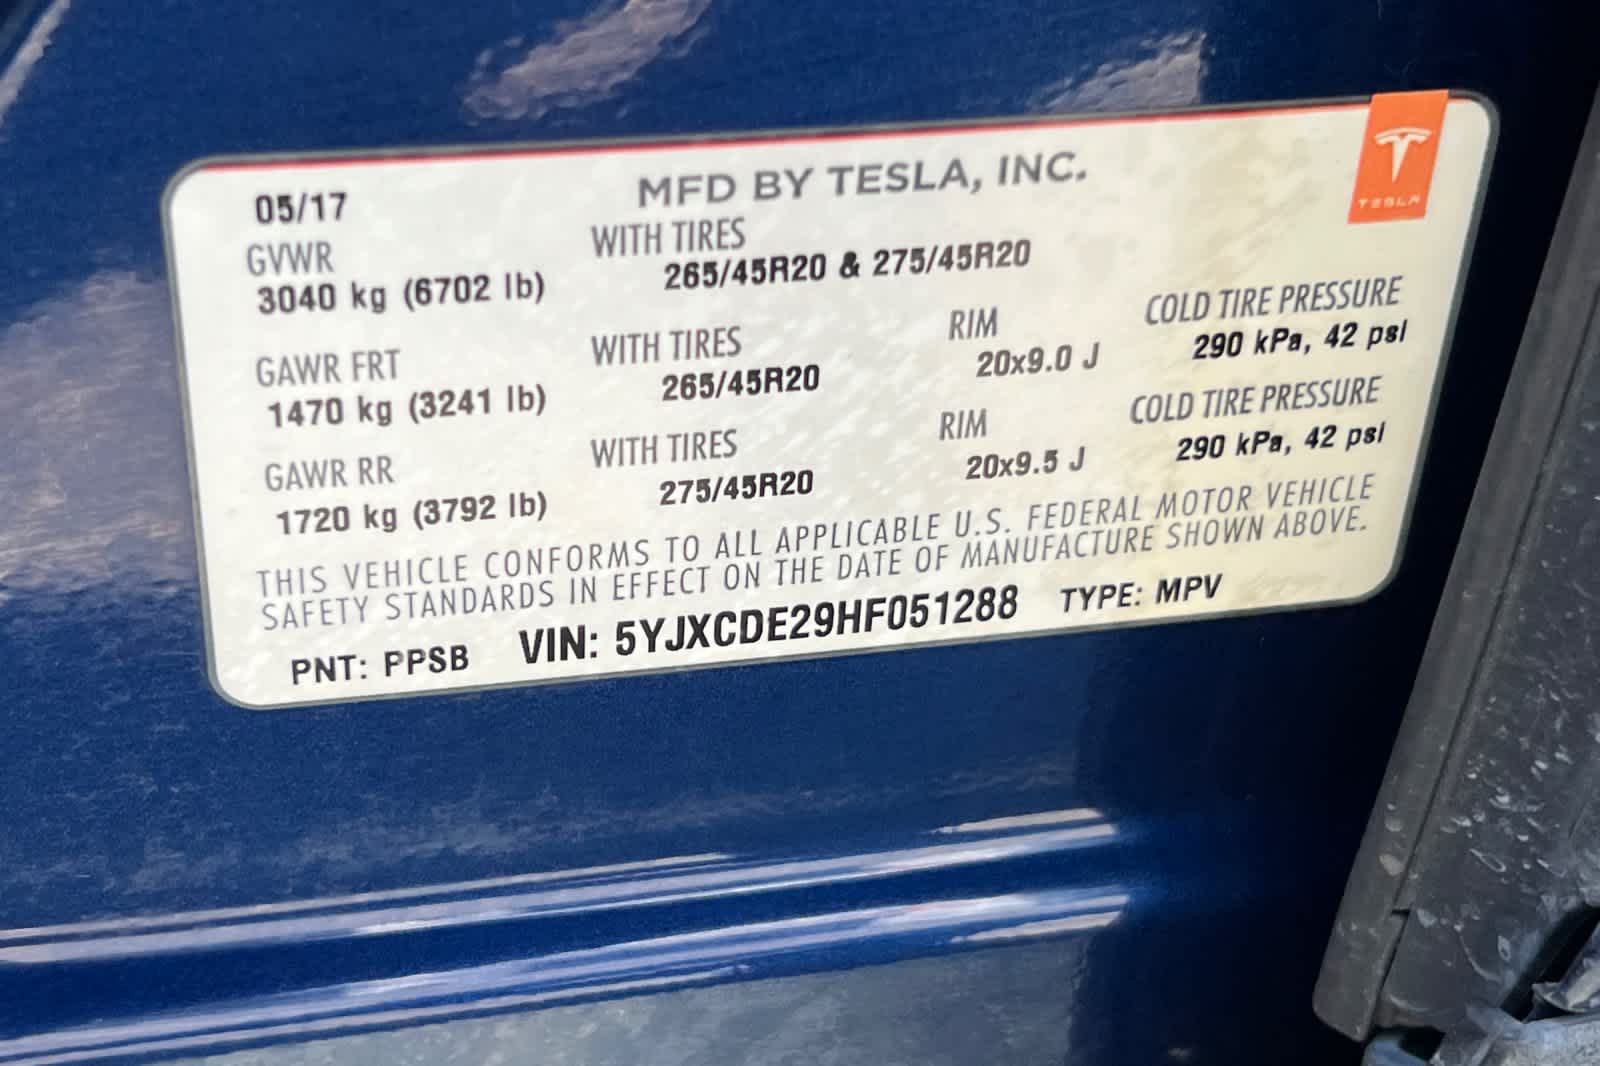 05/17 MFD BY TESLA, INC.
TESLA
GVWR WITH TIRES
3040 kg (6702 lb) 265/45R20 & 275/45R20
GAWR FRT WITH TIRES RIM COLD TIRE PRESSURE
1470 kg (3241 lb) 265/45R20 20x9.0 J 290 kPa, 42 psi
GAWR RR WITH TIRES RIM COLD TIRE PRESSURE
1720 kg (3792 lb) 275/45R20 20x9.5 J 290 kPa, 42 psi
THIS VEHICLE CONFORMS TO ALL APPLICABLE U.S. FEDERAL MOTOR VEHICLE
SAFETY STANDARDS IN EFFECT ON THE DATE OF MANUFACTURE SHOWN ABOVE.
PNT: PPSB VIN: 5YJXCDE29HF051288 TYPE: MPV